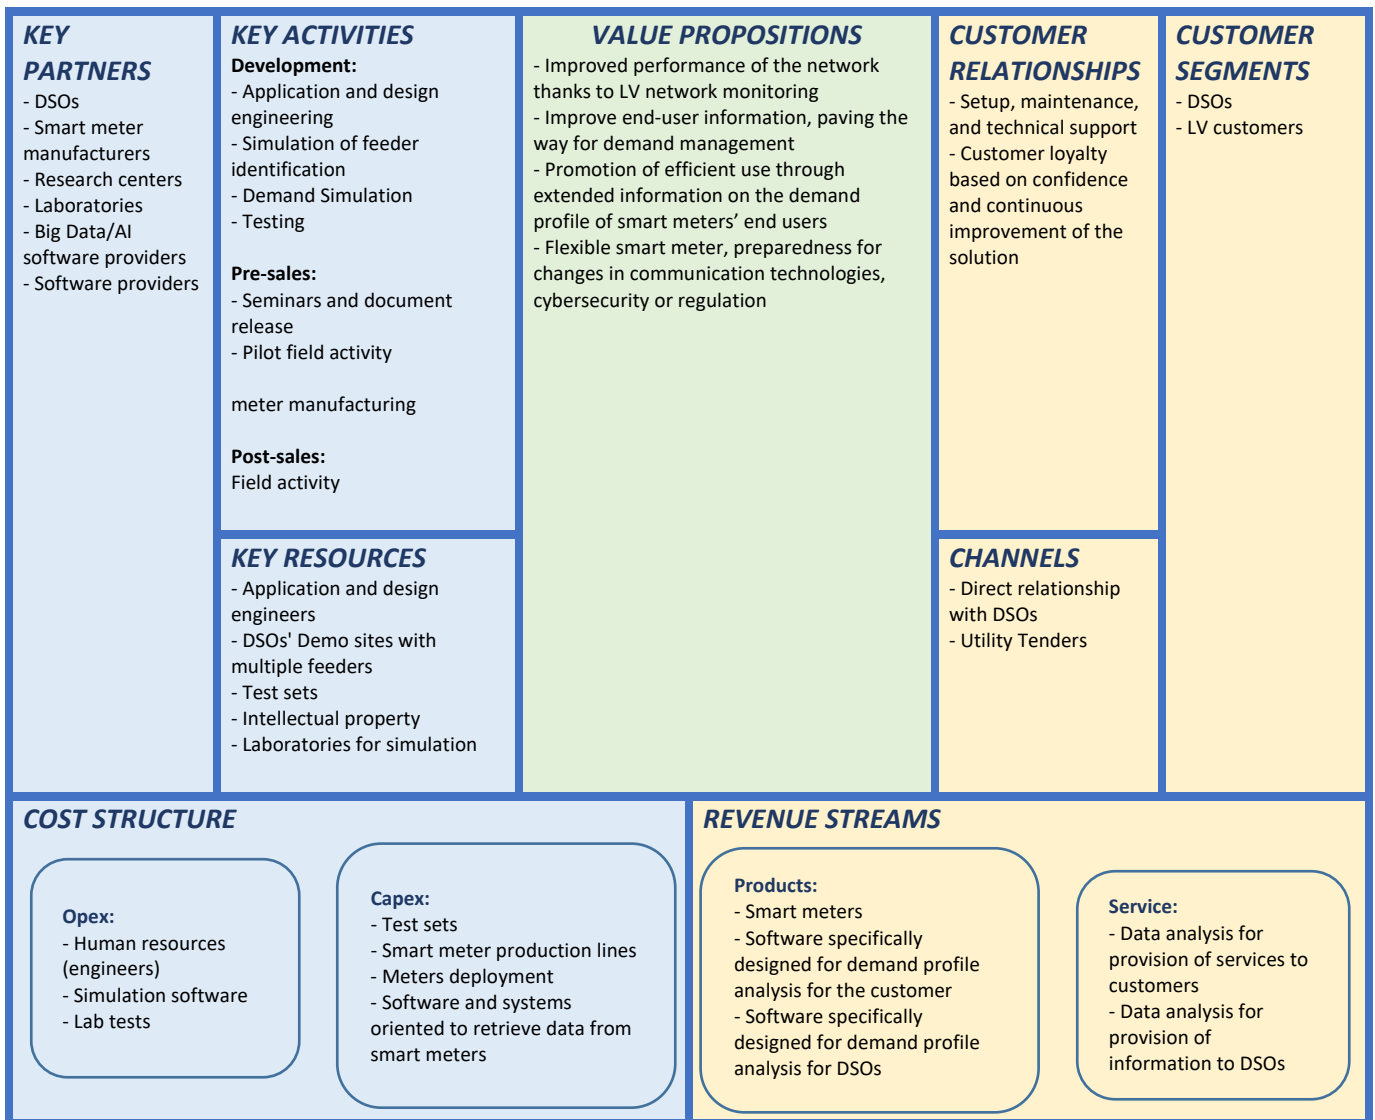 KEY
PARTNERS
- DSOs
- Smart meter
manufacturers
- Research centers
- Laboratories
- Big Data/AI
software providers
- Software providers
KEY ACTIVITIES
Development:
- Application and design
engineering
- Simulation of feeder
identification
- Demand Simulation
- Testing
Pre-sales:
- Seminars and document
release
- Pilot field activity
meter manufacturing
Post-sales:
Field activity
KEY RESOURCES
- Application and design
engineers
- DSOs' Demo sites with
multiple feeders
- Test sets
- Intellectual property
- Laboratories for simulation
VALUE PROPOSITIONS
- Improved performance of the network
thanks to LV network monitoring
- Improve end-user information, paving the
way for demand management
- Promotion of efficient use through
extended information on the demand
profile of smart meters’ end users
- Flexible smart meter, preparedness for
changes in communication technologies,
cybersecurity or regulation
CUSTOMER
RELATIONSHIPS
- Setup, maintenance,
and technical support
- Customer loyalty
based on confidence
and continuous
improvement of the
solution
CHANNELS
- Direct relationship
with DSOs
- Utility Tenders
CUSTOMER
SEGMENTS
- DSOs
- LV customers
COST STRUCTURE
Opex:
- Human resources
(engineers)
- Simulation software
- Lab tests
Capex:
- Test sets
- Smart meter production lines
- Meters deployment
- Software and systems
oriented to retrieve data from
smart meters
REVENUE STREAMS
Products:
- Smart meters
- Software specifically
designed for demand profile
analysis for the customer
- Software specifically
designed for demand profile
analysis for DSOs
Service:
- Data analysis for
provision of services to
customers
- Data analysis for
provision of
information to DSOs